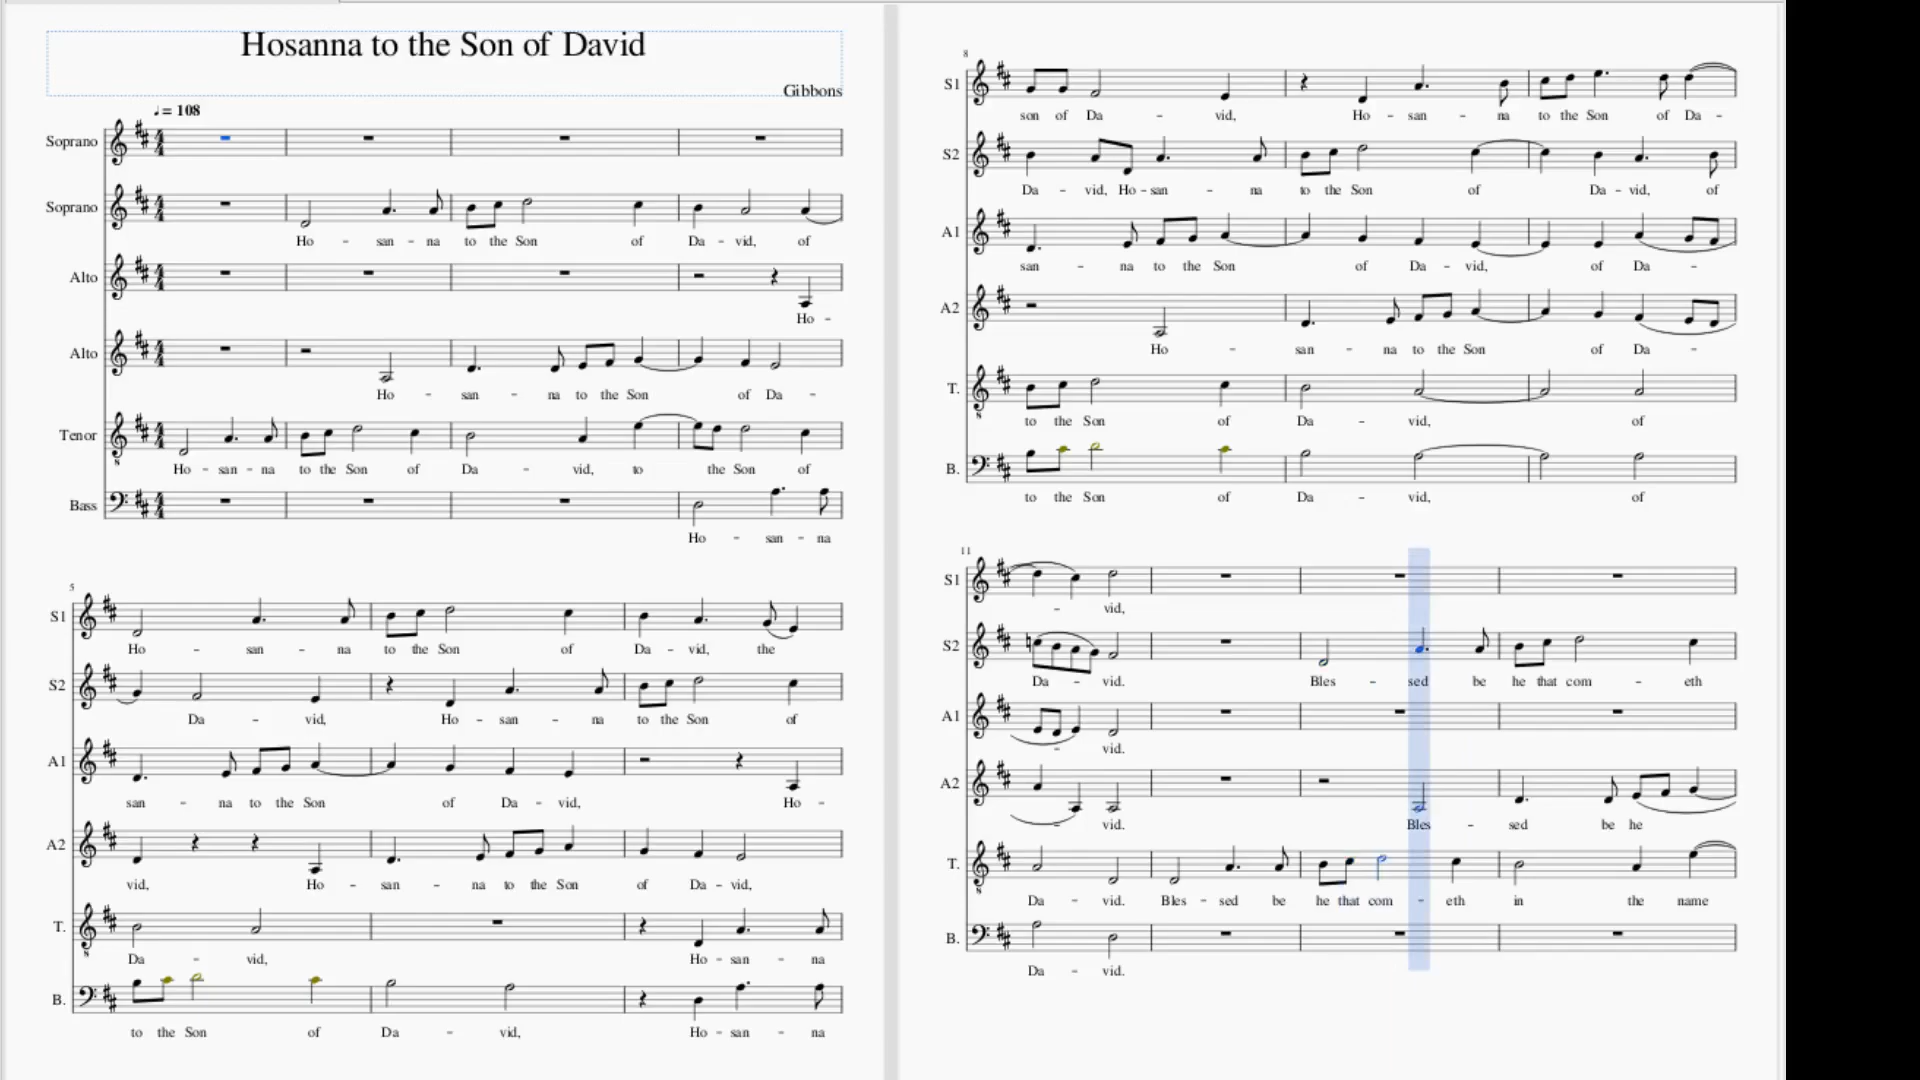 Hosanna to the Son of David
Gibbons
♩ = 108
Soprano
Soprano
Ho - san - na to the Son of Da - vid, of
Alto
Ho -
Alto
Ho - san - na to the Son of Da -
Tenor
Ho - san - na to the Son of Da - vid, to the Son of
Bass
Ho - san - na
5
S1
Ho - san - na to the Son of Da - vid, the
S2
Da - vid, Ho - san - na to the Son of
A1
san - na to the Son of Da - vid, Ho -
A2
vid, Ho - san - na to the Son of Da - vid,
T.
Da - vid, Ho - san - na
B.
to the Son of Da - vid, Ho - san - na
8
S1
son of Da - vid, Ho - san - na to the Son of Da -
S2
Da - vid, Ho - san - na to the Son of Da - vid, of
A1
san - na to the Son of Da - vid, of Da -
A2
Ho - san - na to the Son of Da -
T.
to the Son of Da - vid, of
B.
to the Son of Da - vid, of
11
S1
- vid,
S2
Da - vid. Bles - sed be he that com - eth
A1
- vid.
A2
- vid. Bles - sed be he
T.
Da - vid. Bles - sed be he that com - eth in the name
B.
Da - vid.